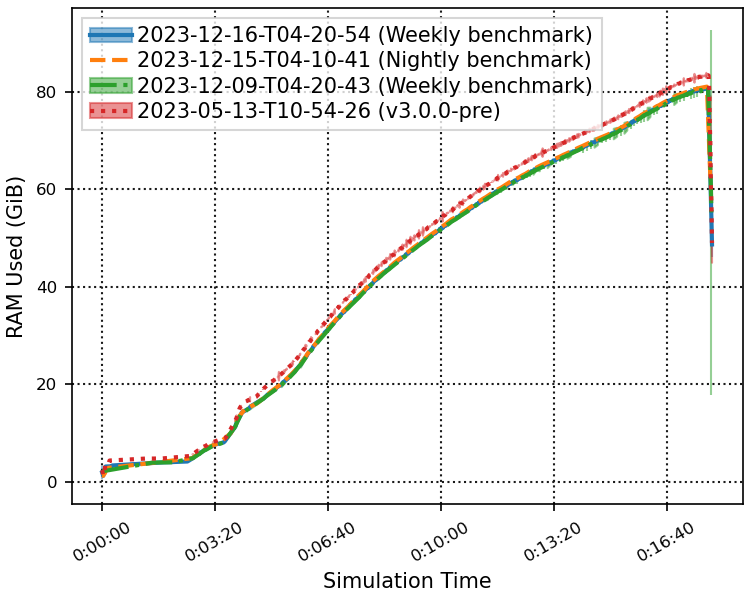 2023-12-16-T04-20-54 (Weekly benchmark)
2023-12-15-T04-10-41 (Nightly benchmark)
2023-12-09-T04-20-43 (Weekly benchmark)
2023-05-13-T10-54-26 (v3.0.0-pre)
80
60
40
20
0
RAM Used (GiB)
0:00:00 0:03:20 0:06:40 0:10:00 0:13:20 0:16:40
Simulation Time